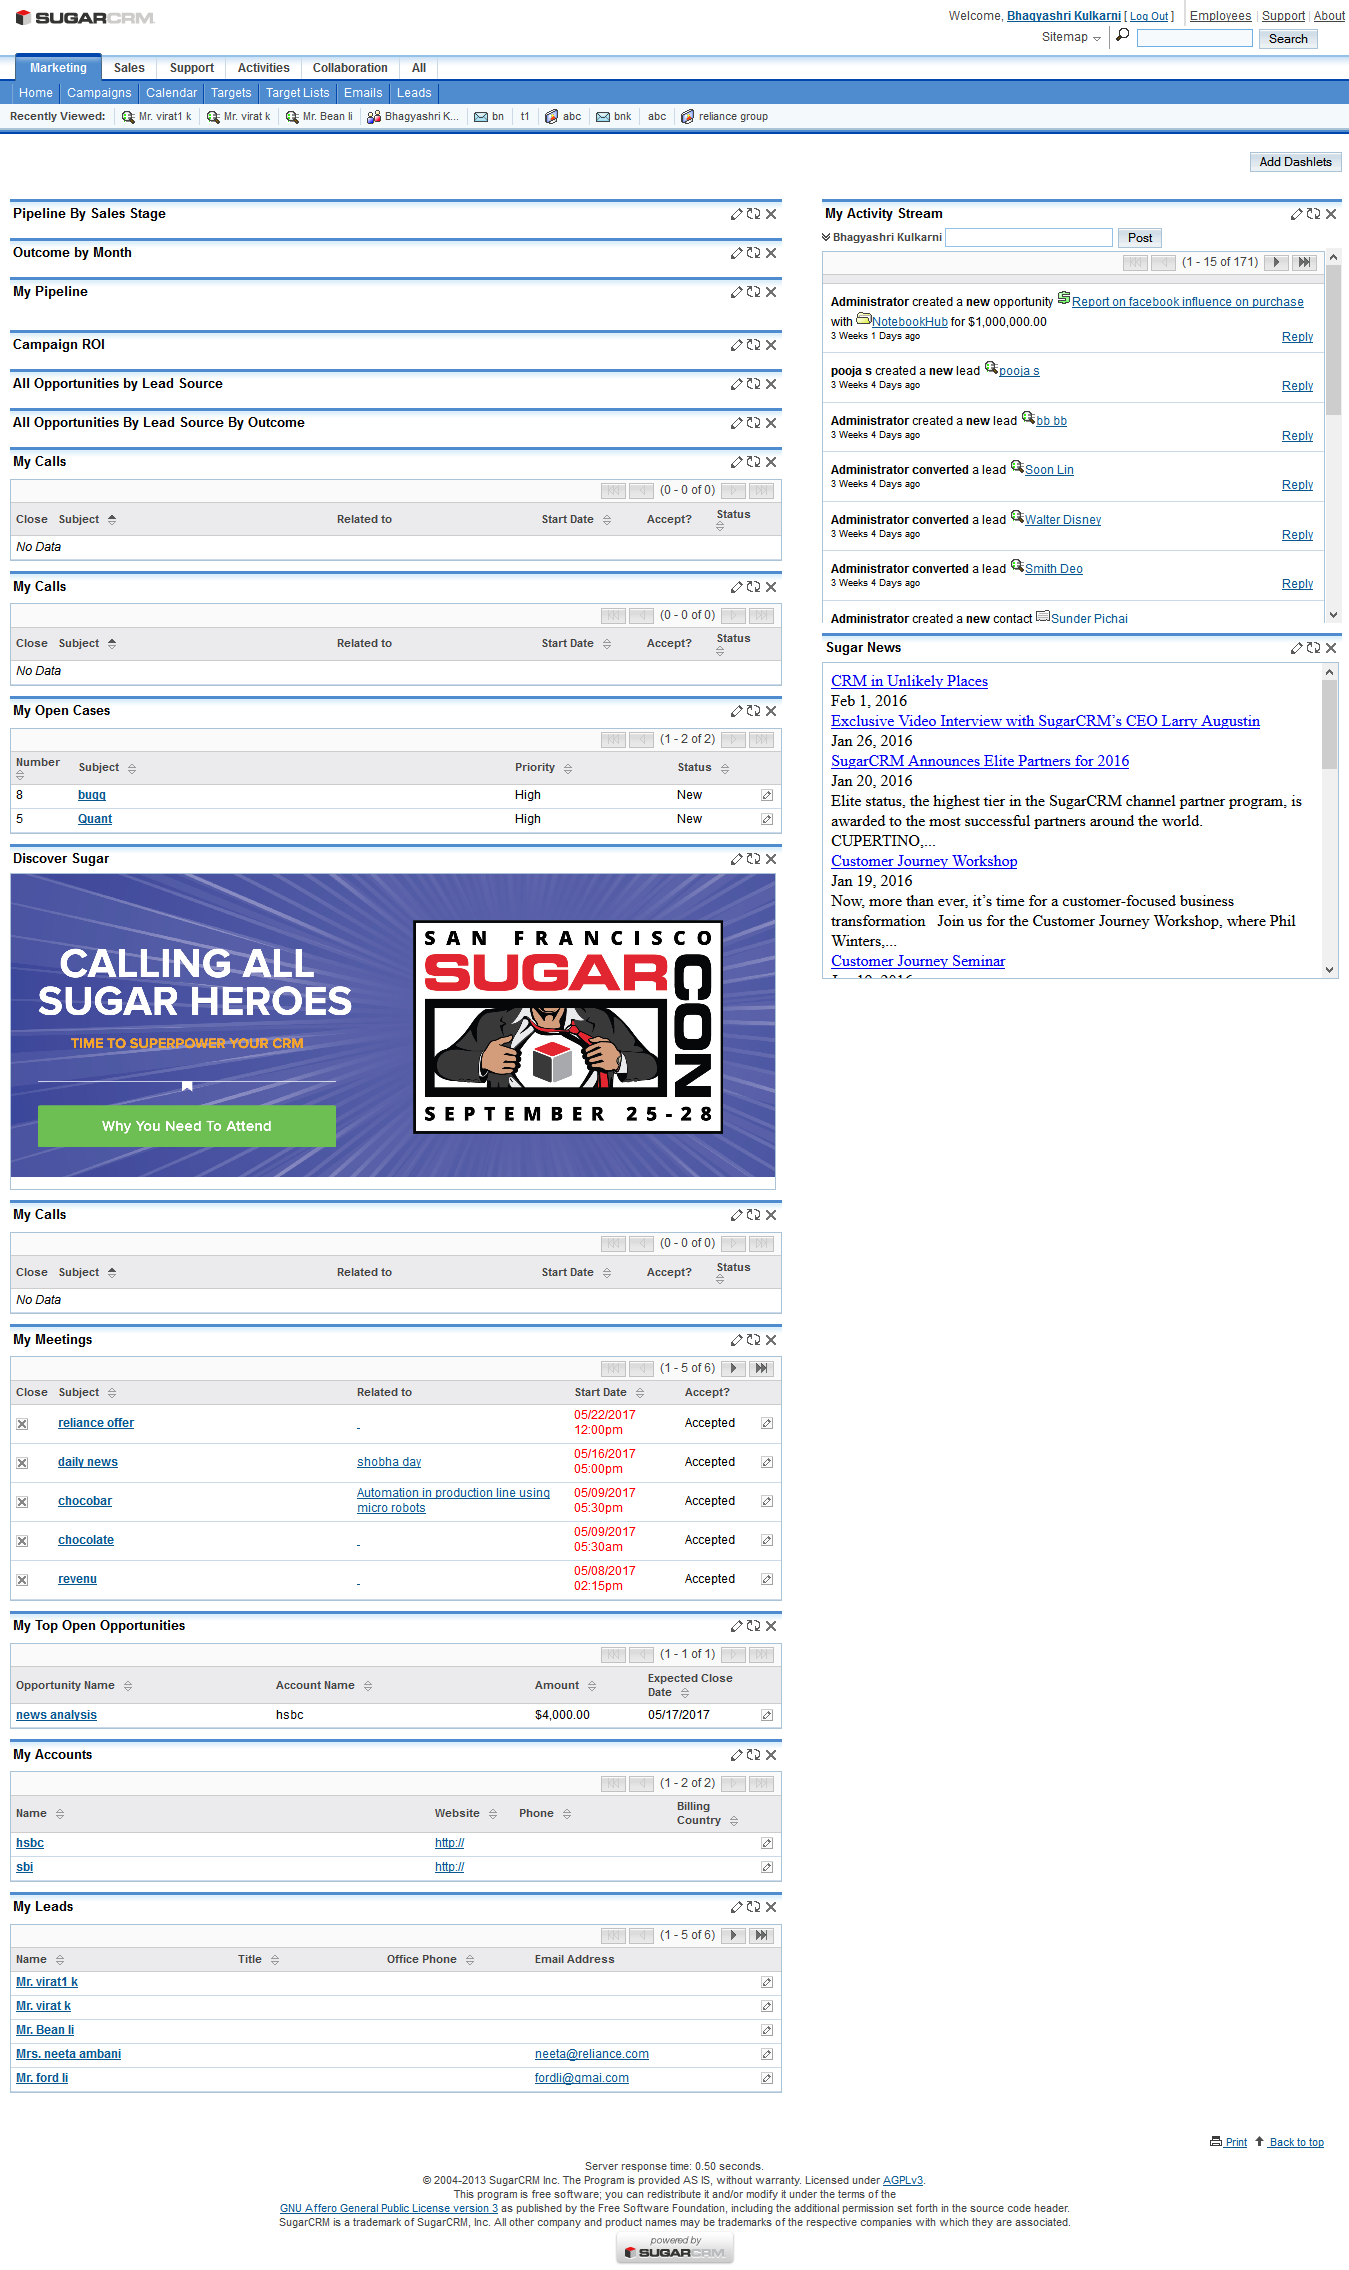 SUGARCRM
Welcome, Bhagyashri Kulkarni [ Log Out ] Employees | Support | About
Sitemap Search
Marketing Sales Support Activities Collaboration All
Home Campaigns Calendar Targets Target Lists Emails Leads
Recently Viewed: Mr. virat1 k Mr. virat k Mr. Bean li Bhagyashri K... bn t1 abc bnk abc reliance group
Add Dashlets
Pipeline By Sales Stage
Outcome by Month
My Pipeline
Campaign ROI
All Opportunities by Lead Source
All Opportunities By Lead Source By Outcome
My Calls
(0 - 0 of 0)
Close Subject Related to Start Date Accept? Status
No Data
My Calls
(0 - 0 of 0)
Close Subject Related to Start Date Accept? Status
No Data
My Open Cases
(1 - 2 of 2)
Number Subject Priority Status
8 bugg High New
5 Quant High New
Discover Sugar
CALLING ALL
SUGAR HEROES
TIME TO SUPERPOWER YOUR CRM
Why You Need To Attend
SAN FRANCISCO
SUGAR
CON
SEPTEMBER 25-28
My Calls
(0 - 0 of 0)
Close Subject Related to Start Date Accept? Status
No Data
My Meetings
(1 - 5 of 6)
Close Subject Related to Start Date Accept?
reliance offer 05/22/2017 12:00pm Accepted
daily news shobha day 05/16/2017 05:00pm Accepted
chocobar Automation in production line using micro robots 05/09/2017 05:30pm Accepted
chocolate 05/09/2017 05:30am Accepted
revenu 05/08/2017 02:15pm Accepted
My Top Open Opportunities
(1 - 1 of 1)
Opportunity Name Account Name Amount Expected Close Date
news analysis hsbc $4,000.00 05/17/2017
My Accounts
(1 - 2 of 2)
Name Website Phone Billing Country
hsbc http://
sbi http://
My Leads
(1 - 5 of 6)
Name Title Office Phone Email Address
Mr. virat1 k
Mr. virat k
Mr. Bean li
Mrs. neeta ambani neeta@reliance.com
Mr. ford li fordli@gmai.com
My Activity Stream
Bhagyashri Kulkarni Post
(1 - 15 of 171)
Administrator created a new opportunity Report on facebook influence on purchase
with NotebookHub for $1,000,000.00
3 Weeks 1 Days ago
Reply
pooja s created a new lead pooja s
3 Weeks 4 Days ago
Reply
Administrator created a new lead bb bb
3 Weeks 4 Days ago
Reply
Administrator converted a lead Soon Lin
3 Weeks 4 Days ago
Reply
Administrator converted a lead Walter Disney
3 Weeks 4 Days ago
Reply
Administrator converted a lead Smith Deo
3 Weeks 4 Days ago
Reply
Administrator created a new contact Sunder Pichai
Sugar News
CRM in Unlikely Places
Feb 1, 2016
Exclusive Video Interview with SugarCRM’s CEO Larry Augustin
Jan 26, 2016
SugarCRM Announces Elite Partners for 2016
Jan 20, 2016
Elite status, the highest tier in the SugarCRM channel partner program, is
awarded to the most successful partners around the world.
CUPERTINO,...
Customer Journey Workshop
Jan 19, 2016
Now, more than ever, it’s time for a customer-focused business
transformation Join us for the Customer Journey Workshop, where Phil
Winters,...
Customer Journey Seminar
Print Back to top
Server response time: 0.50 seconds.
© 2004-2013 SugarCRM Inc. The Program is provided AS IS, without warranty. Licensed under AGPLv3.
This program is free software; you can redistribute it and/or modify it under the terms of the
GNU Affero General Public License version 3 as published by the Free Software Foundation, including the additional permission set forth in the source code header.
SugarCRM is a trademark of SugarCRM, Inc. All other company and product names may be trademarks of the respective companies with which they are associated.
powered by
SUGARCRM